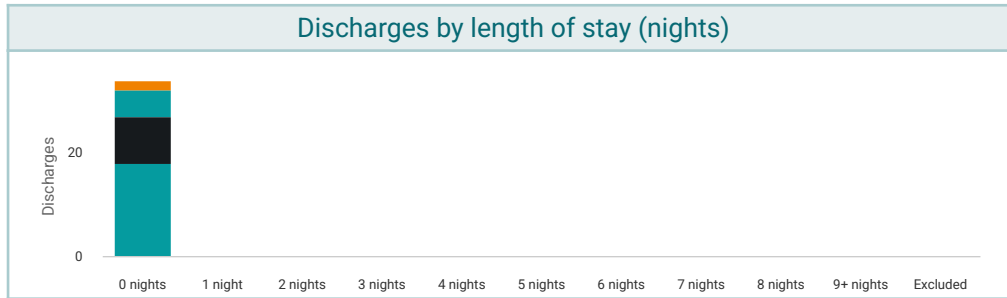 Discharges by length of stay (nights)
Discharges
20
0
0 nights 1 night 2 nights 3 nights 4 nights 5 nights 6 nights 7 nights 8 nights 9+ nights Excluded